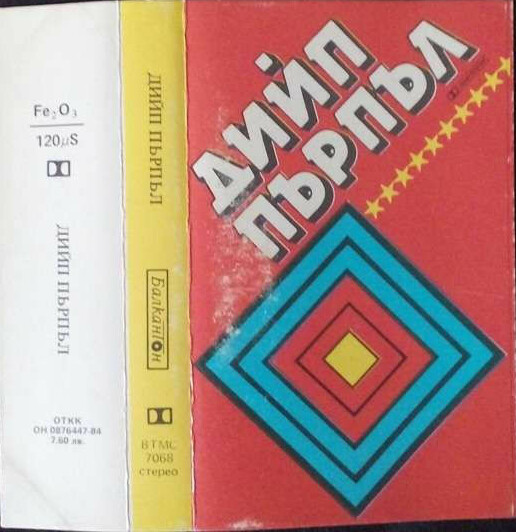 Fe₂O₃
120μS
ДИЙП ПЪРПЪЛ
ОТКК
ОН 0876447-84
7.60 лв.
ДИЙП ПЪРПЪЛ
Балкантон
ВТМС
7068
стерео
ДИЙП
ПЪРПЪЛ